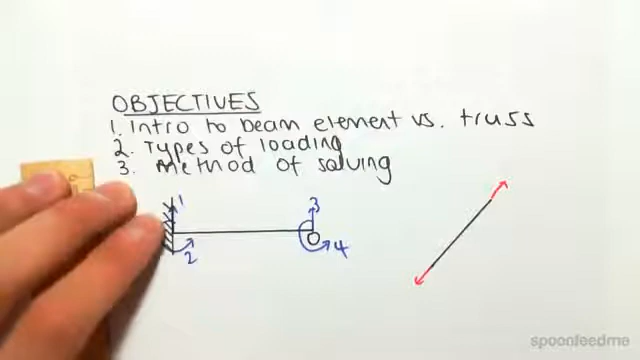 OBJECTIVES
1. Intro to beam element vs. truss
2. Types of loading
3. Method of solving
1
3
2
4
spoonfeedme